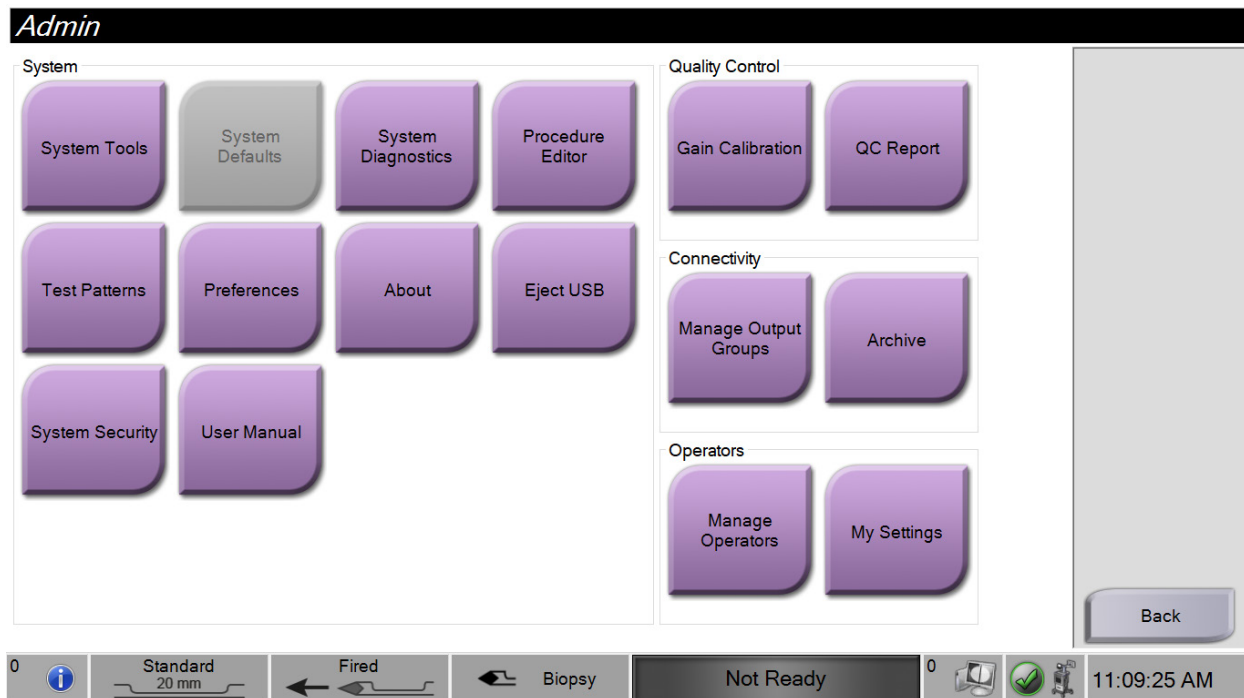 Admin
System
System Tools
System
Defaults
System
Diagnostics
Procedure
Editor
Test Patterns
Preferences
About
Eject USB
System Security
User Manual
Quality Control
Gain Calibration
QC Report
Connectivity
Manage Output
Groups
Archive
Operators
Manage
Operators
My Settings
Back
0
i
Standard
20 mm
Fired
Biopsy
Not Ready
0
11:09:25 AM